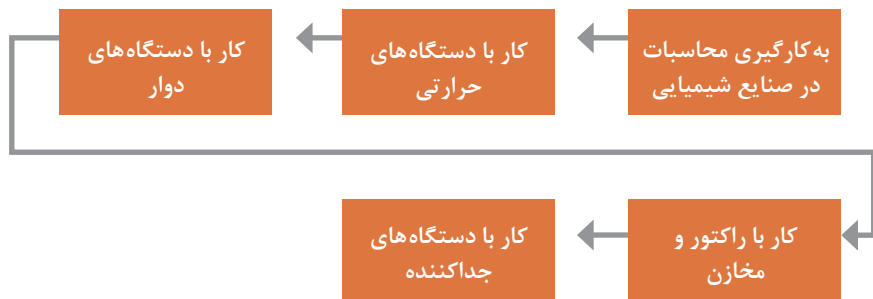 به‌کارگیری محاسبات
در صنایع شیمیایی
کار با دستگاه‌های
حرارتی
کار با دستگاه‌های
دوار
کار با راکتور و
مخازن
کار با دستگاه‌های
جداکننده